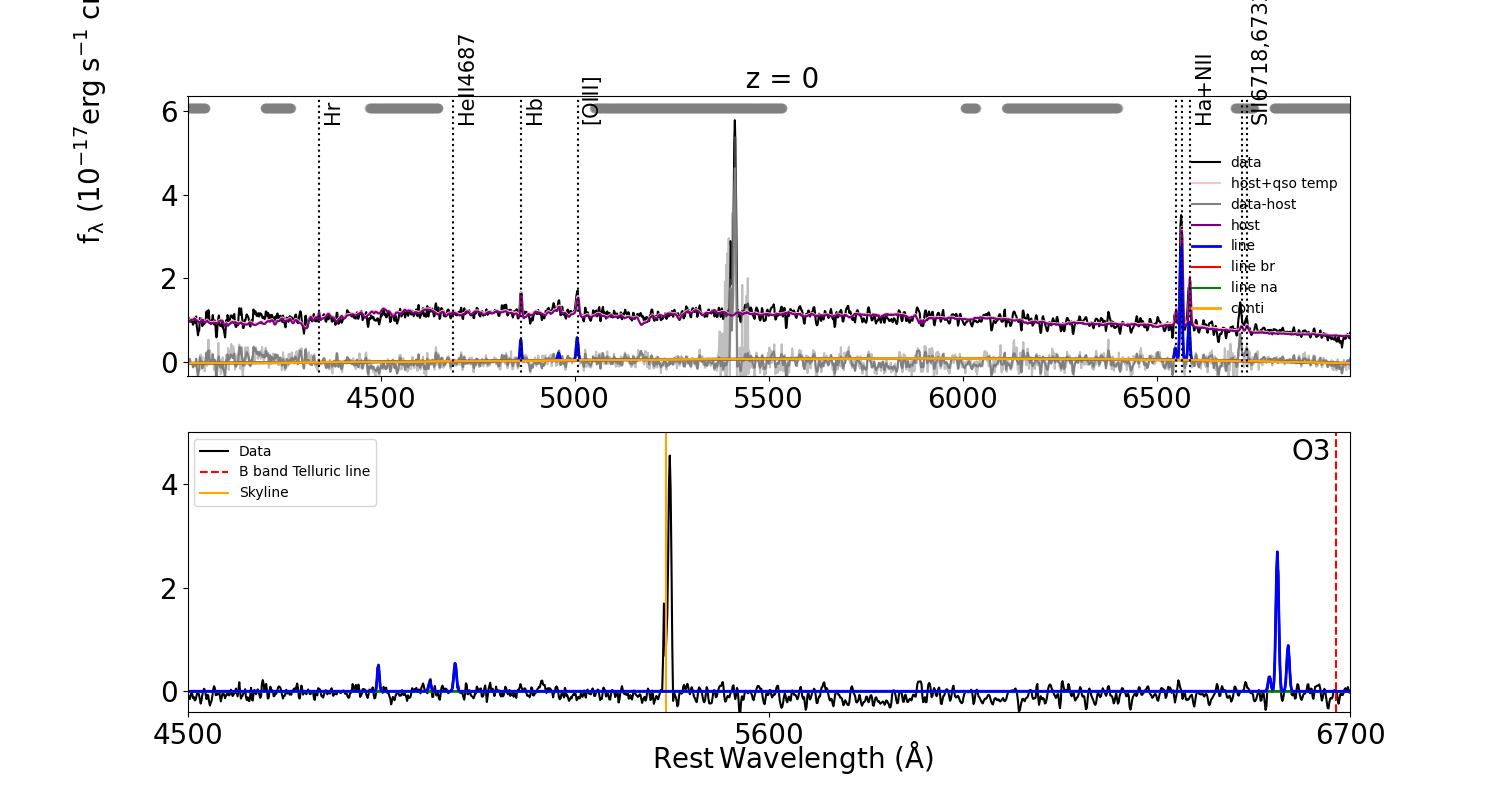 z = 0
f_λ (10^−17 erg s^−1
Hr
HeII4687
Hb
[OIII]
Ha+NII
6
4
2
0
data
host+qso temp
data-host
host
line
line br
line na
conti
4500
5000
5500
6000
6500
Data
B band Telluric line
Skyline
O3
4
2
0
4500
5600
6700
Rest Wavelength (Å)